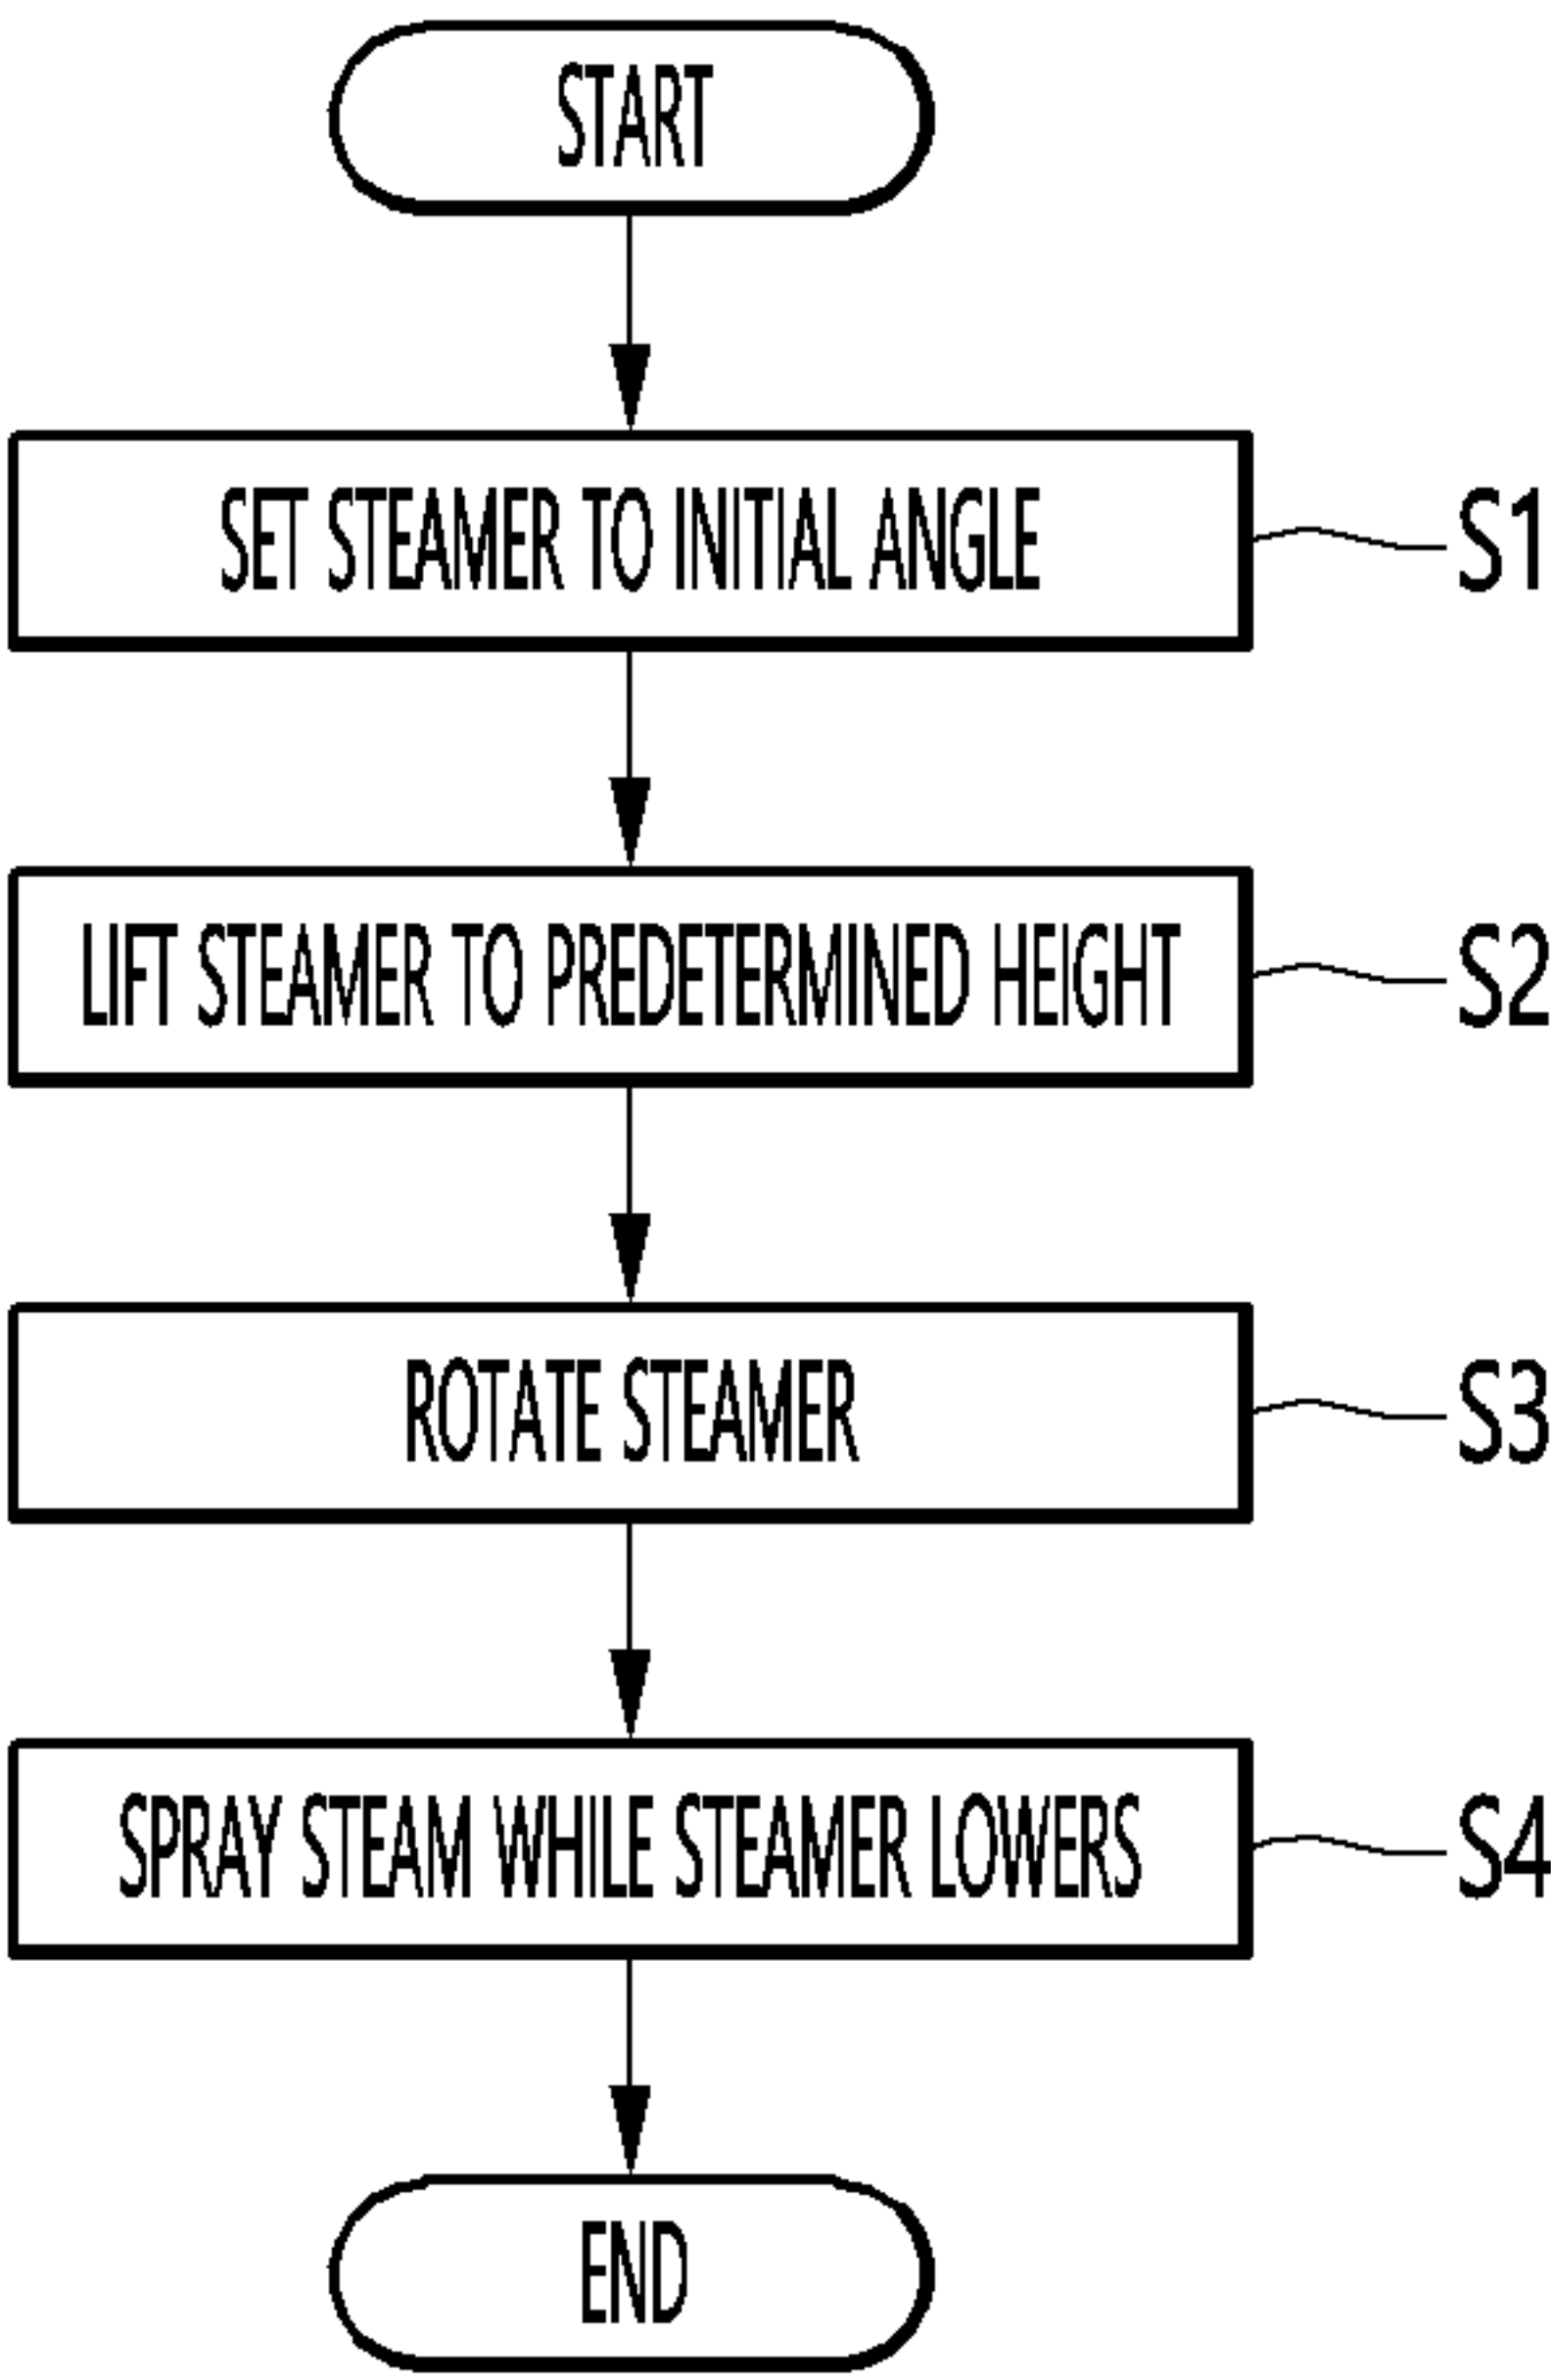 START
SET STEAMER TO INITIAL ANGLE
S1
LIFT STEAMER TO PREDETERMINED HEIGHT
S2
ROTATE STEAMER
S3
SPRAY STEAM WHILE STEAMER LOWERS
S4
END